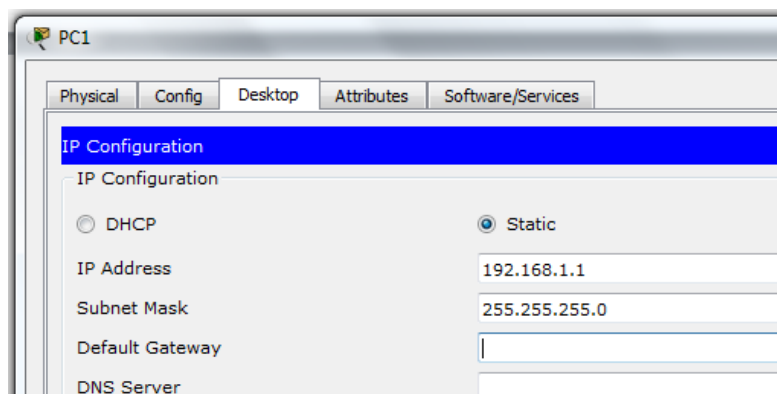 PC1
Physical Config Desktop Attributes Software/Services
IP Configuration
IP Configuration
DHCP Static
IP Address 192.168.1.1
Subnet Mask 255.255.255.0
Default Gateway
DNS Server